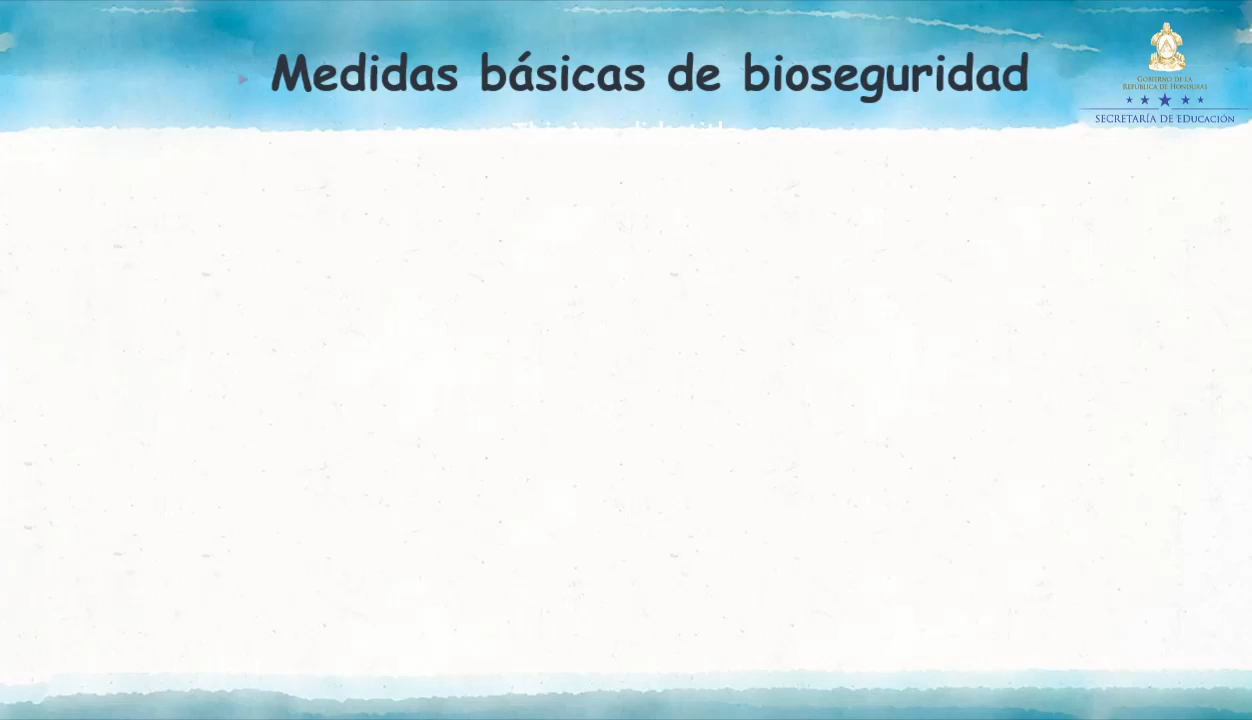 Medidas básicas de bioseguridad
GOBIERNO DE LA
REPÚBLICA DE HONDURAS
SECRETARÍA DE EDUCACIÓN